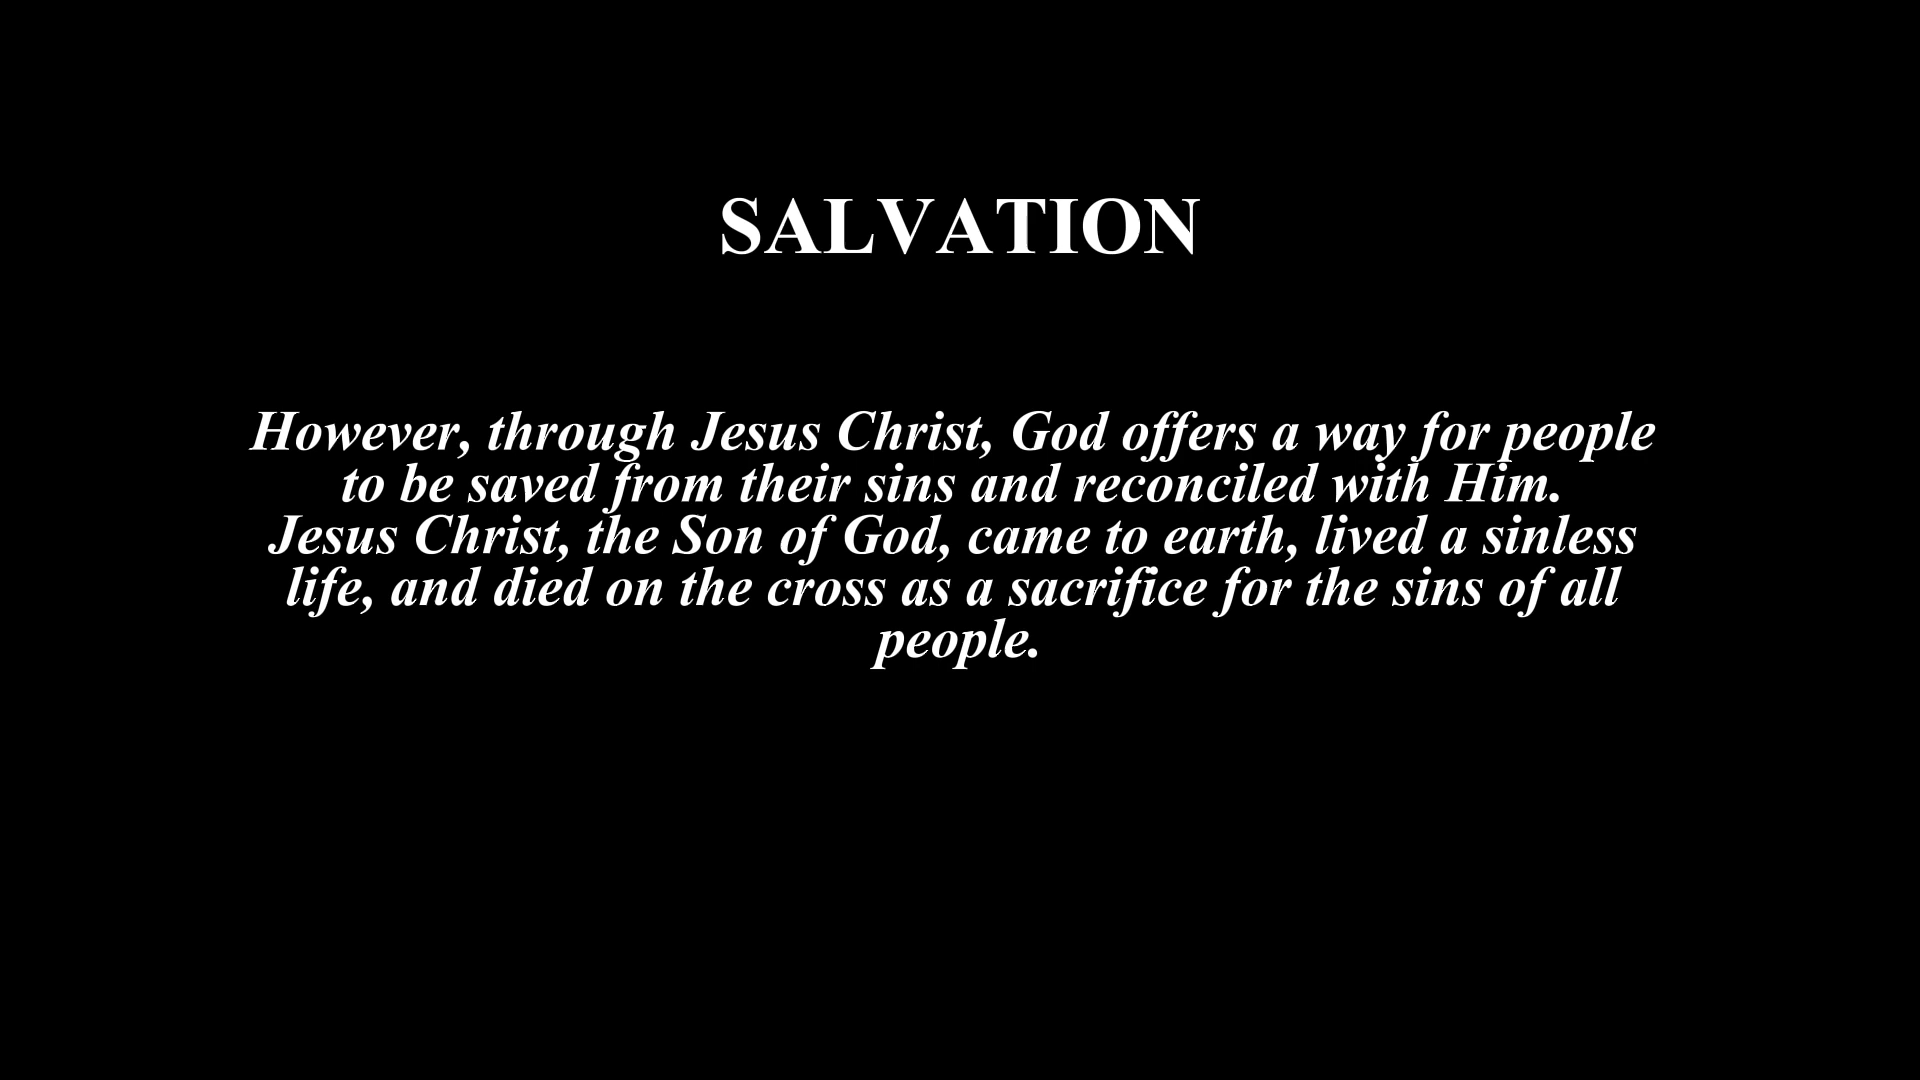 SALVATION
However, through Jesus Christ, God offers a way for people
to be saved from their sins and reconciled with Him.
Jesus Christ, the Son of God, came to earth, lived a sinless
life, and died on the cross as a sacrifice for the sins of all
people.